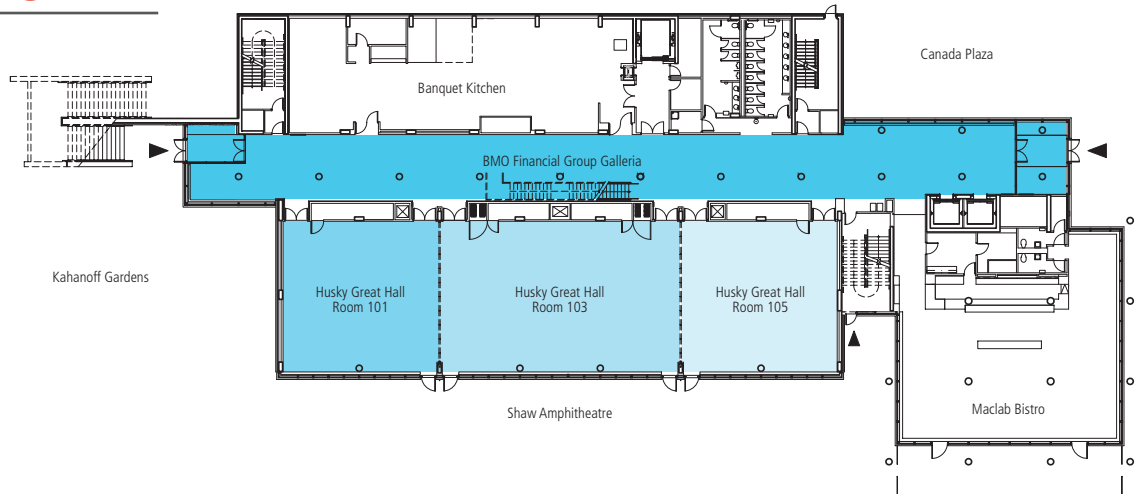 Canada Plaza
Banquet Kitchen
BMO Financial Group Galleria
Kahanoff Gardens
Husky Great Hall
Room 101
Husky Great Hall
Room 103
Husky Great Hall
Room 105
Shaw Amphitheatre
Maclab Bistro